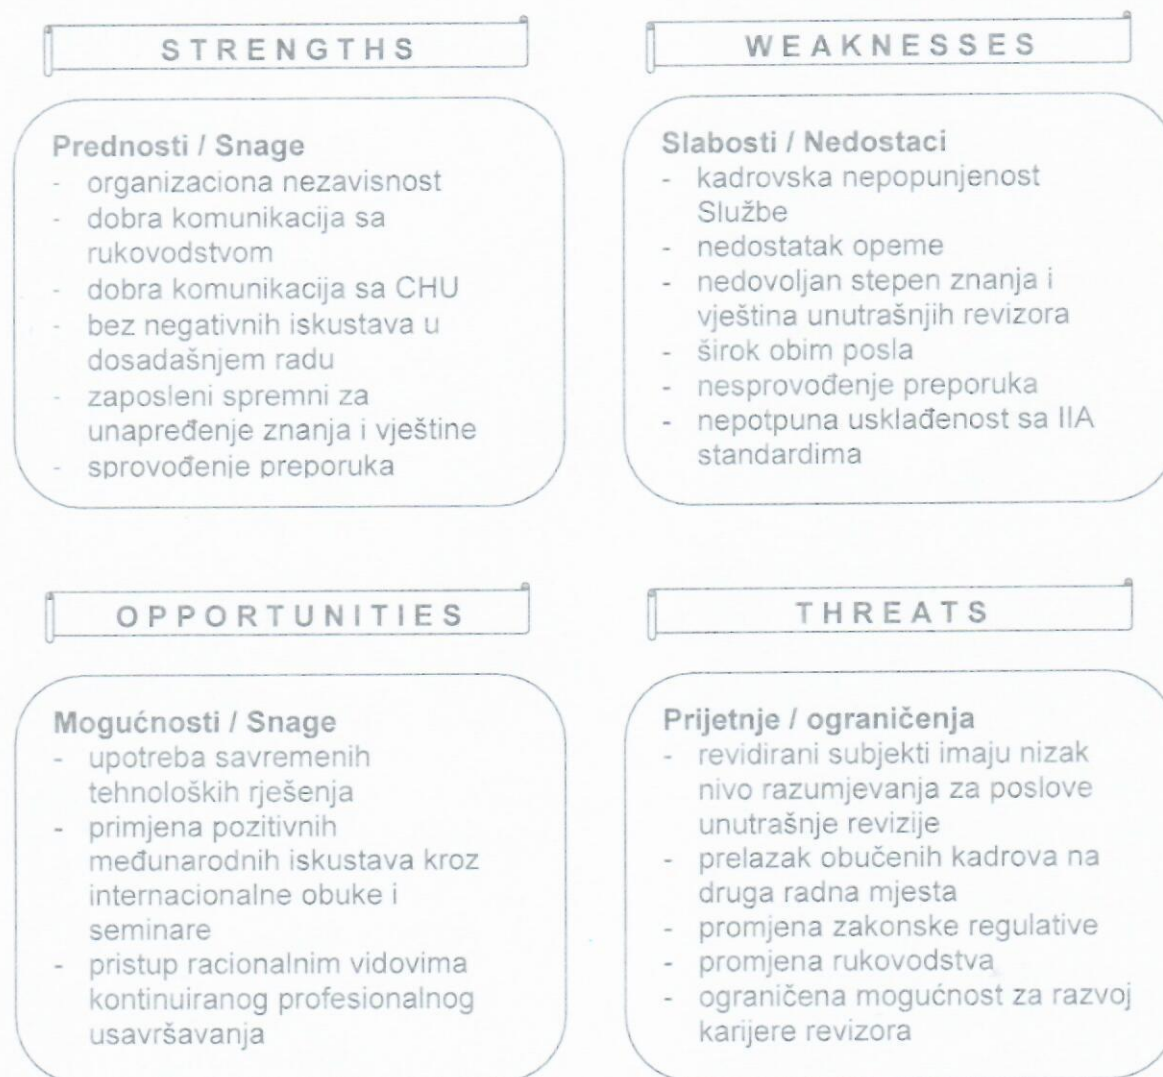 STRENGTHS
Prednosti / Snage
- organizaciona nezavisnost
- dobra komunikacija sa
rukovodstvom
- dobra komunikacija sa CHU
- bez negativnih iskustava u
dosadašnjem radu
- zaposleni spremni za
unapređenje znanja i vještine
- sprovođenje preporuka
WEAKNESSES
Slabosti / Nedostaci
- kadrovska nepopunjenost
Službe
- nedostatak opeme
- nedovoljan stepen znanja i
vještina unutrašnjih revizora
- širok obim posla
- nesprovođenje preporuka
- nepotpuna usklađenost sa IIA
standardima
OPPORTUNITIES
Mogućnosti / Snage
- upotreba savremenih
tehnoloških rješenja
- primjena pozitivnih
međunarodnih iskustava kroz
internacionalne obuke i
seminare
- pristup racionalnim vidovima
kontinuiranog profesionalnog
usavršavanja
THREATS
Prijetnje / ograničenja
- revidirani subjekti imaju nizak
nivo razumjevanja za poslove
unutrašnje revizije
- prelazak obučenih kadrova na
druga radna mjesta
- promjena zakonske regulative
- promjena rukovodstva
- ograničena mogućnost za razvoj
karijere revizora